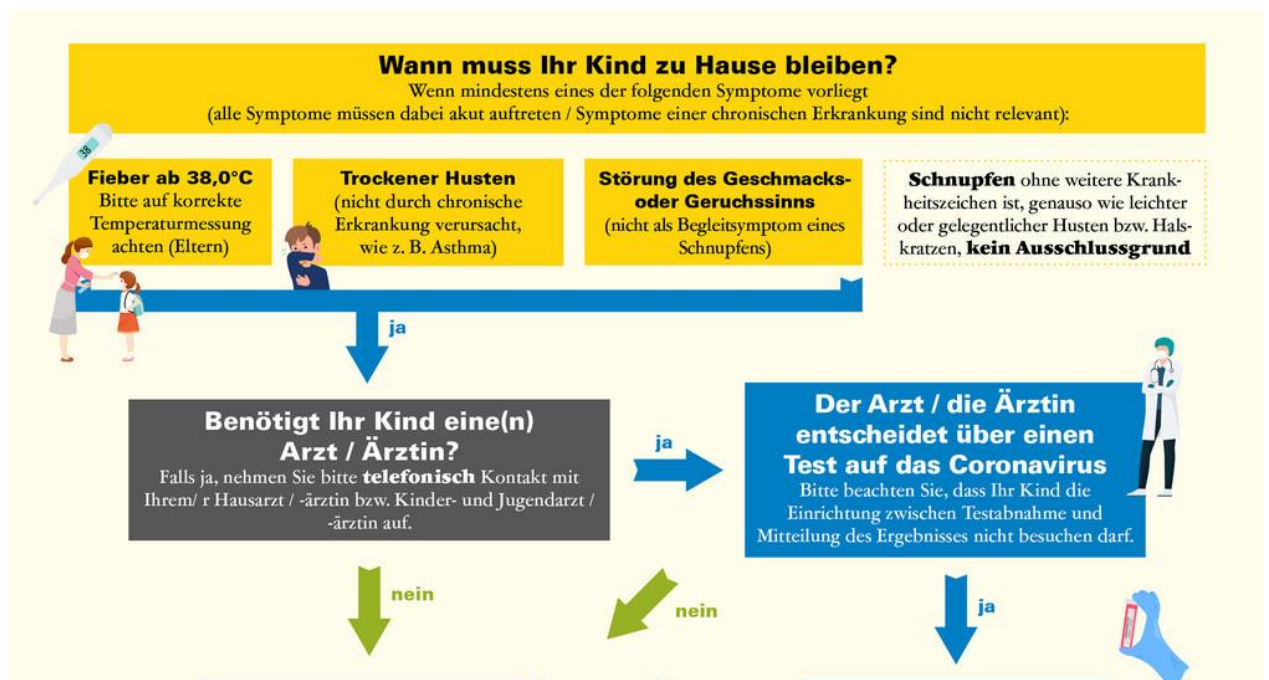 Wann muss Ihr Kind zu Hause bleiben?
Wenn mindestens eines der folgenden Symptome vorliegt
(alle Symptome müssen dabei akut auftreten / Symptome einer chronischen Erkrankung sind nicht relevant):
38
Fieber ab 38,0°C
Bitte auf korrekte
Temperaturmessung
achten (Eltern)
Trockener Husten
(nicht durch chronische
Erkrankung verursacht,
wie z. B. Asthma)
Störung des Geschmacks-
oder Geruchssinns
(nicht als Begleitsymptom eines
Schnupfens)
Schnupfen ohne weitere Krank-
heitszeichen ist, genauso wie leichter
oder gelegentlicher Husten bzw. Hals-
kratzen, kein Ausschlussgrund
ja
Benötigt Ihr Kind eine(n)
Arzt / Ärztin?
Falls ja, nehmen Sie bitte telefonisch Kontakt mit
Ihrem/ r Hausarzt / -ärztin bzw. Kinder- und Jugendarzt /
-ärztin auf.
ja
Der Arzt / die Ärztin
entscheidet über einen
Test auf das Coronavirus
Bitte beachten Sie, dass Ihr Kind die
Einrichtung zwischen Testabnahme und
Mitteilung des Ergebnisses nicht besuchen darf.
nein
nein
ja